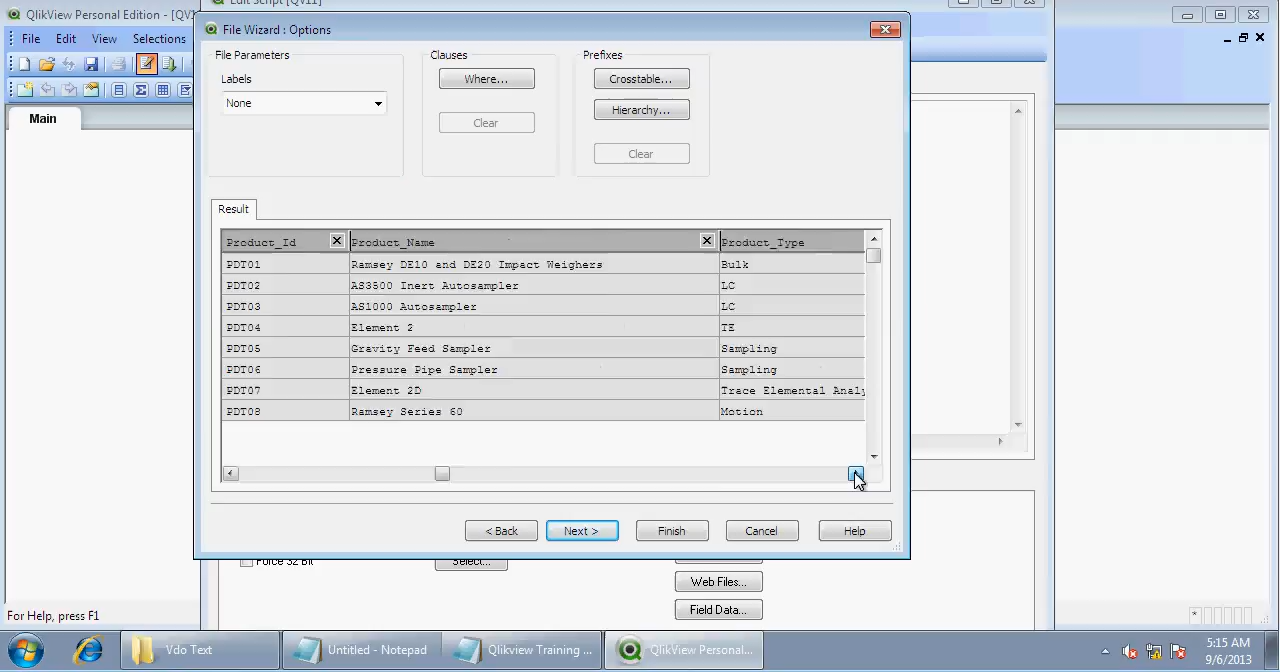 QlikView Personal Edition - [QV1
Edit Script [QV11]
File Edit View Selections
Main
File Wizard : Options
File Parameters
Labels
None
Clauses
Where...
Clear
Prefixes
Crosstable...
Hierarchy...
Clear
Result
Product_Id Product_Name Product_Type
PDT01 Ramsey DE10 and DE20 Impact Weighers Bulk
PDT02 AS3500 Inert Autosampler LC
PDT03 AS1000 Autosampler LC
PDT04 Element 2 TE
PDT05 Gravity Feed Sampler Sampling
PDT06 Pressure Pipe Sampler Sampling
PDT07 Element 2D Trace Elemental Analy
PDT08 Ramsey Series 60 Motion
< Back Next > Finish Cancel Help
Force 32 Bit Select...
Web Files...
Field Data...
For Help, press F1
Vdo Text Untitled - Notepad Qlikview Training ... QlikView Personal...
5:15 AM
9/6/2013